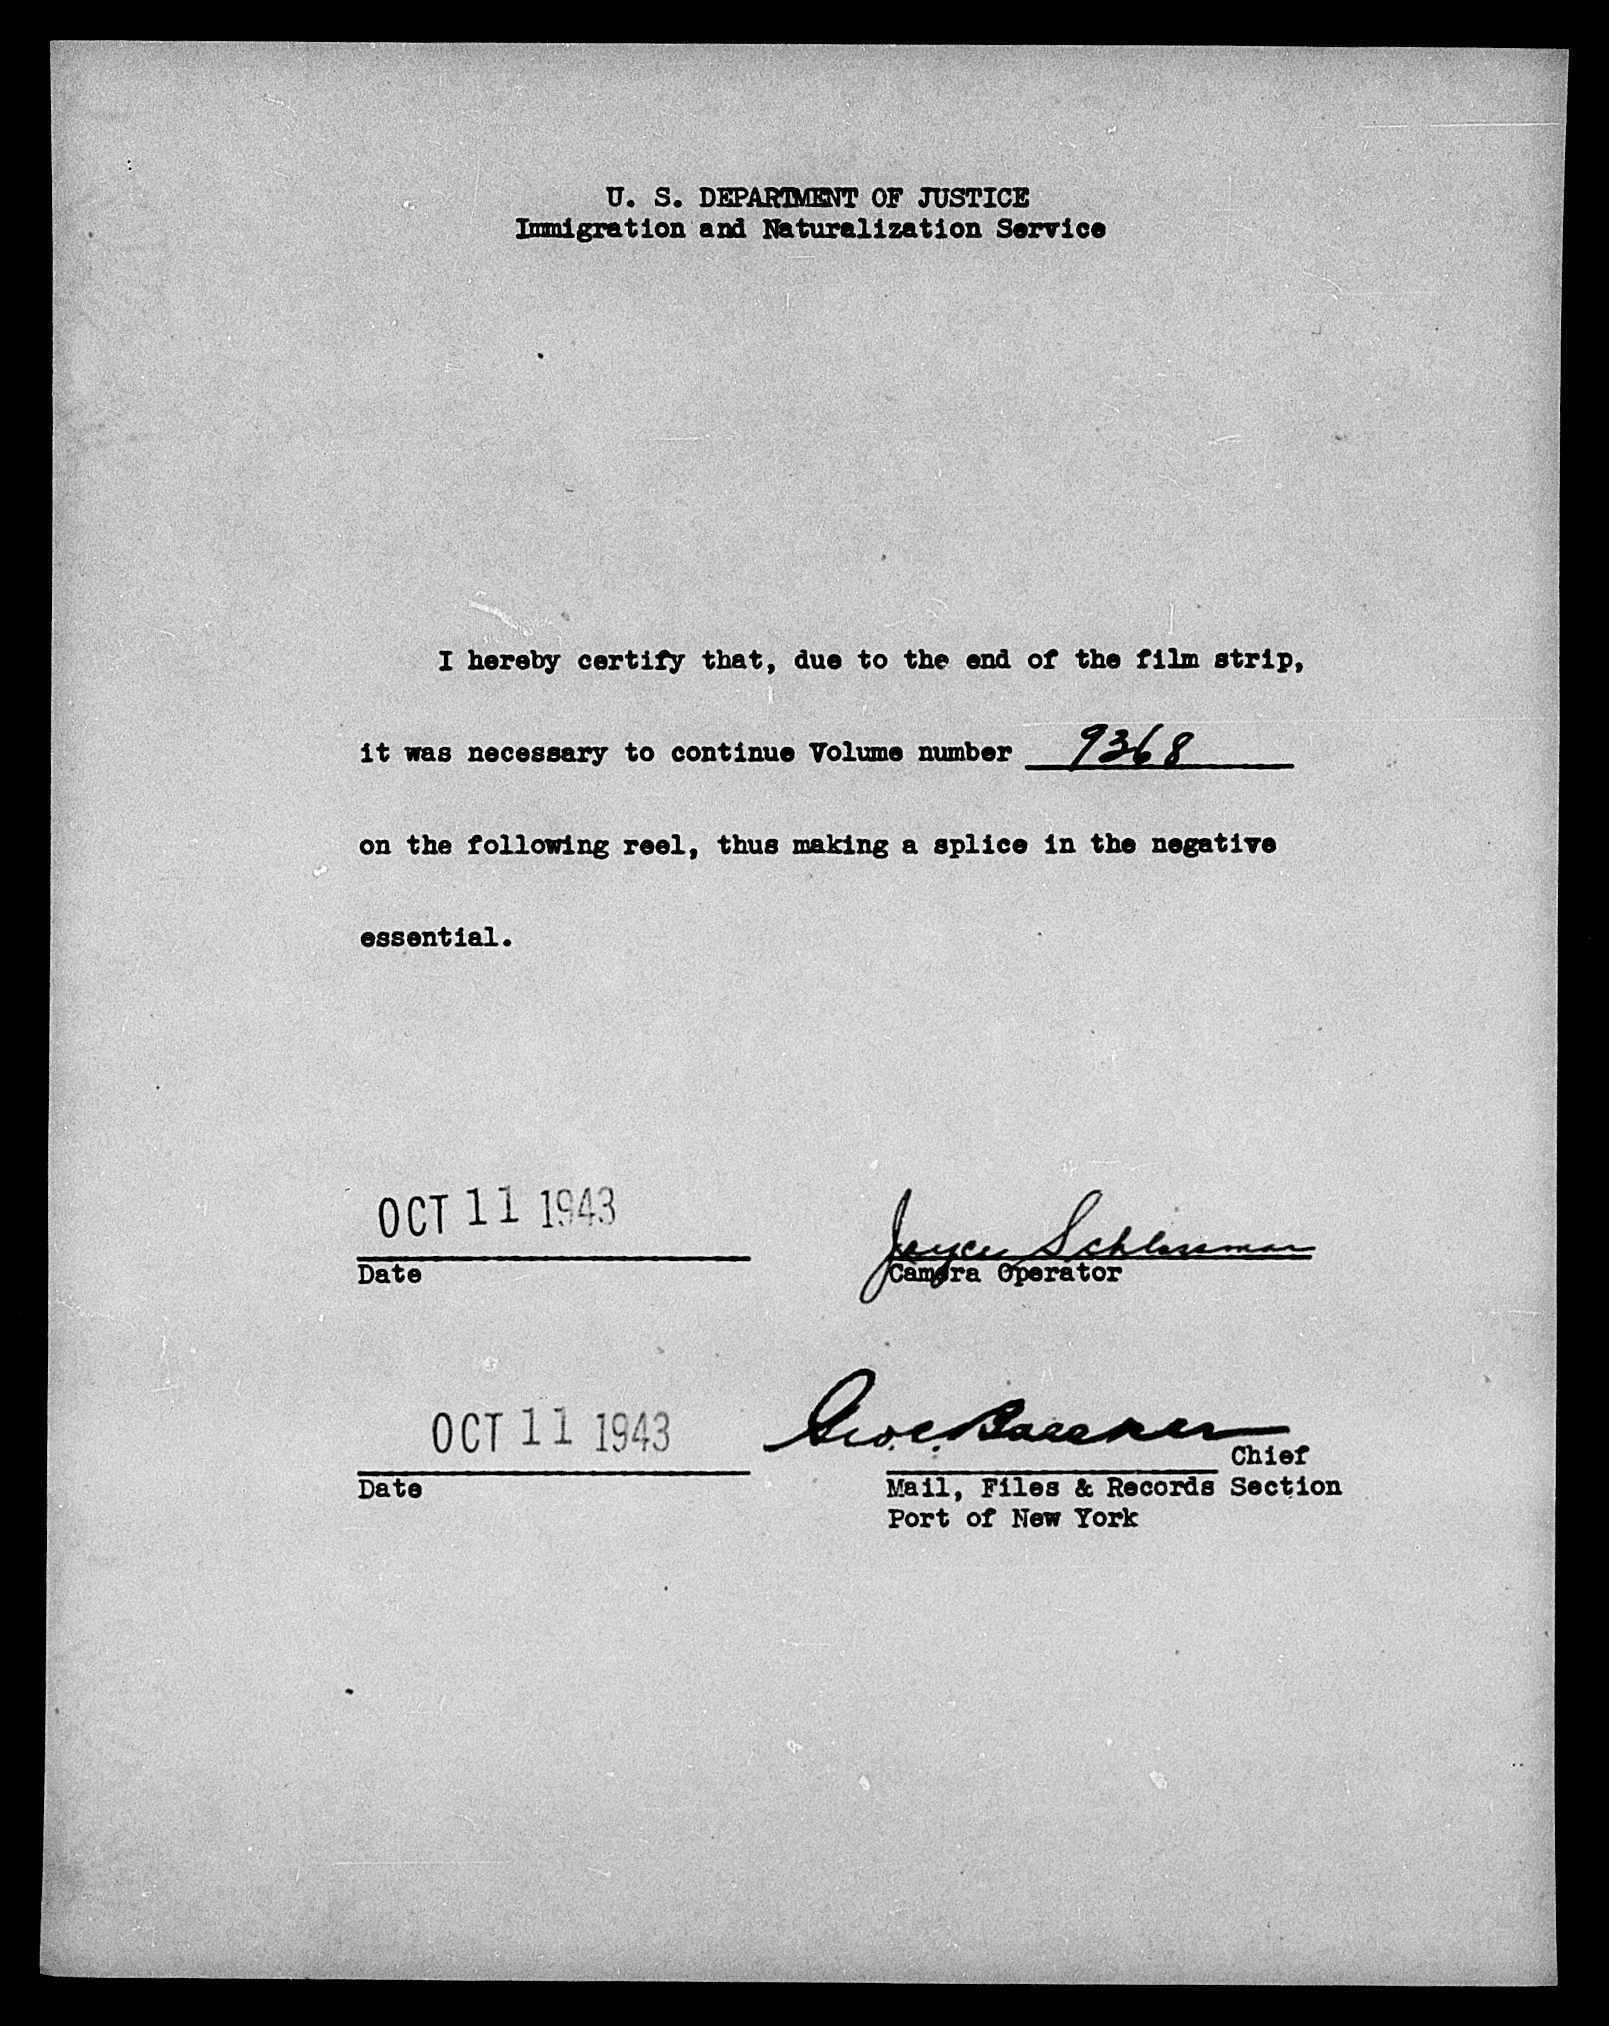 U. S. DEPARTMENT OF JUSTICE
Immigration and Naturalization Service
I hereby certify that, due to the end of the film strip,
it was necessary to continue Volume number 9368
on the following reel, thus making a splice in the negative
essential.
OCT 11 1943
Joyce Schlossman
Date
Camera Operator
OCT 11 1943
Geo. C.
Chief
Date
Mail, Files & Records Section
Port of New York